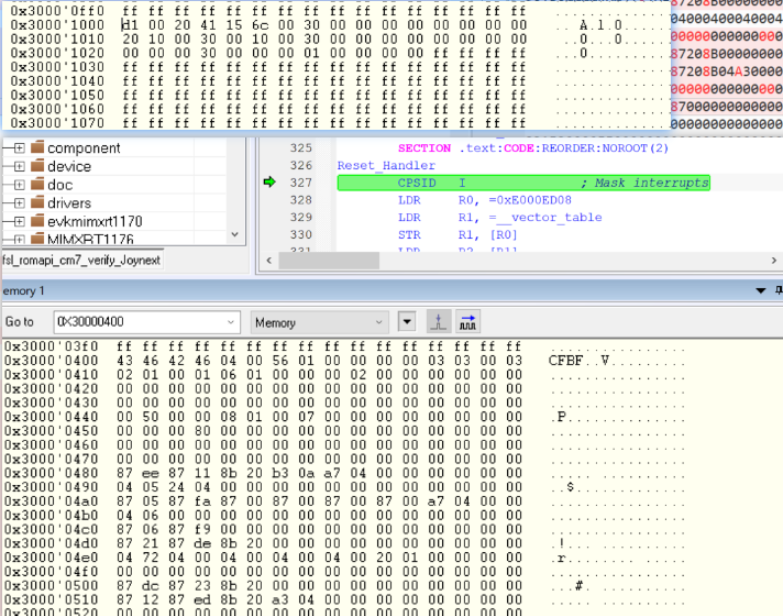 0x3000'0ff0 ff ff ff ff ff ff ff ff ff ff ff ff ff ff ff ff ................
0x3000'1000 d1 00 20 41 15 6c 00 30 00 00 00 00 00 00 00 00 .. A.l.0........
0x3000'1010 20 10 00 30 00 10 00 30 00 00 00 00 00 00 00 00 ..0...0........
0x3000'1020 00 00 00 30 00 00 00 01 00 00 00 00 ff ff ff ff ...0............
0x3000'1030 ff ff ff ff ff ff ff ff ff ff ff ff ff ff ff ff ................
0x3000'1040 ff ff ff ff ff ff ff ff ff ff ff ff ff ff ff ff ................
0x3000'1050 ff ff ff ff ff ff ff ff ff ff ff ff ff ff ff ff ................
0x3000'1060 ff ff ff ff ff ff ff ff ff ff ff ff ff ff ff ff ................
0x3000'1070 ff ff ff ff ff ff ff ff ff ff ff ff ff ff ff ff ................
component
device
doc
drivers
evkmimxrt1170
MIMXRT1176
fsl_romapi_cm7_verify_Joynext
325 SECTION .text:CODE:REORDER:NOROOT(2)
326 Reset_Handler
327 CPSID I ; Mask interrupts
328 LDR R0, =0xE000ED08
329 LDR R1, =__vector_table
330 STR R1, [R0]
emory 1
Go to 0X30000400 Memory
0x3000'03f0 ff ff ff ff ff ff ff ff ff ff ff ff ff ff ff ff ................
0x3000'0400 43 46 42 46 04 00 56 01 00 00 00 00 03 03 00 03 CFBF..V.........
0x3000'0410 02 01 00 01 06 01 00 00 00 02 00 00 00 00 00 00 ................
0x3000'0420 00 00 00 00 00 00 00 00 00 00 00 00 00 00 00 00 ................
0x3000'0430 00 00 00 00 00 00 00 00 00 00 00 00 00 00 00 00 ................
0x3000'0440 00 50 00 00 08 01 00 07 00 00 00 00 00 00 00 00 .P..............
0x3000'0450 00 00 00 80 00 00 00 00 00 00 00 00 00 00 00 00 ................
0x3000'0460 00 00 00 00 00 00 00 00 00 00 00 00 00 00 00 00 ................
0x3000'0470 00 00 00 00 00 00 00 00 00 00 00 00 00 00 00 00 ................
0x3000'0480 87 ee 87 11 8b 20 b3 0a a7 04 00 00 00 00 00 00 ................
0x3000'0490 04 05 24 04 00 00 00 00 00 00 00 00 00 00 00 00 ..$.............
0x3000'04a0 87 05 87 fa 87 00 87 00 87 00 87 00 a7 04 00 00 ................
0x3000'04b0 04 06 00 00 00 00 00 00 00 00 00 00 00 00 00 00 ................
0x3000'04c0 87 06 87 f9 00 00 00 00 00 00 00 00 00 00 00 00 ................
0x3000'04d0 87 21 87 de 8b 20 00 00 00 00 00 00 00 00 00 00 .!..............
0x3000'04e0 04 72 04 00 04 00 04 00 04 00 20 01 00 00 00 00 .r..............
0x3000'04f0 00 00 00 00 00 00 00 00 00 00 00 00 00 00 00 00 ................
0x3000'0500 87 dc 87 23 8b 20 00 00 00 00 00 00 00 00 00 00 ...#............
0x3000'0510 87 12 87 ed 8b 20 a3 04 00 00 00 00 00 00 00 00 ................